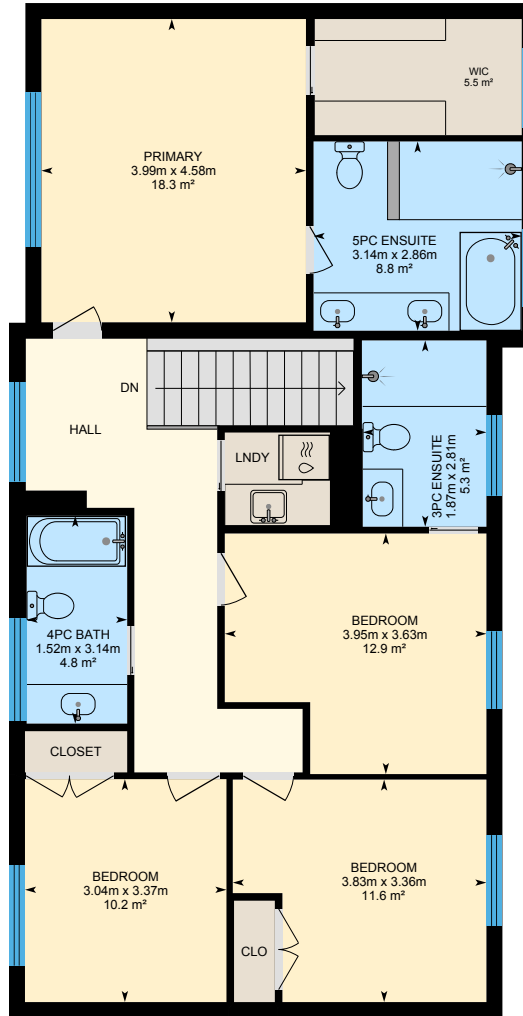 WIC
5.5 m²
PRIMARY
3.99m x 4.58m
18.3 m²
5PC ENSUITE
3.14m x 2.86m
8.8 m²
DN
HALL
LNDY
3PC ENSUITE
1.87m x 2.81m
5.3 m²
BEDROOM
3.95m x 3.63m
12.9 m²
4PC BATH
1.52m x 3.14m
4.8 m²
CLOSET
BEDROOM
3.04m x 3.37m
10.2 m²
BEDROOM
3.83m x 3.36m
11.6 m²
CLO